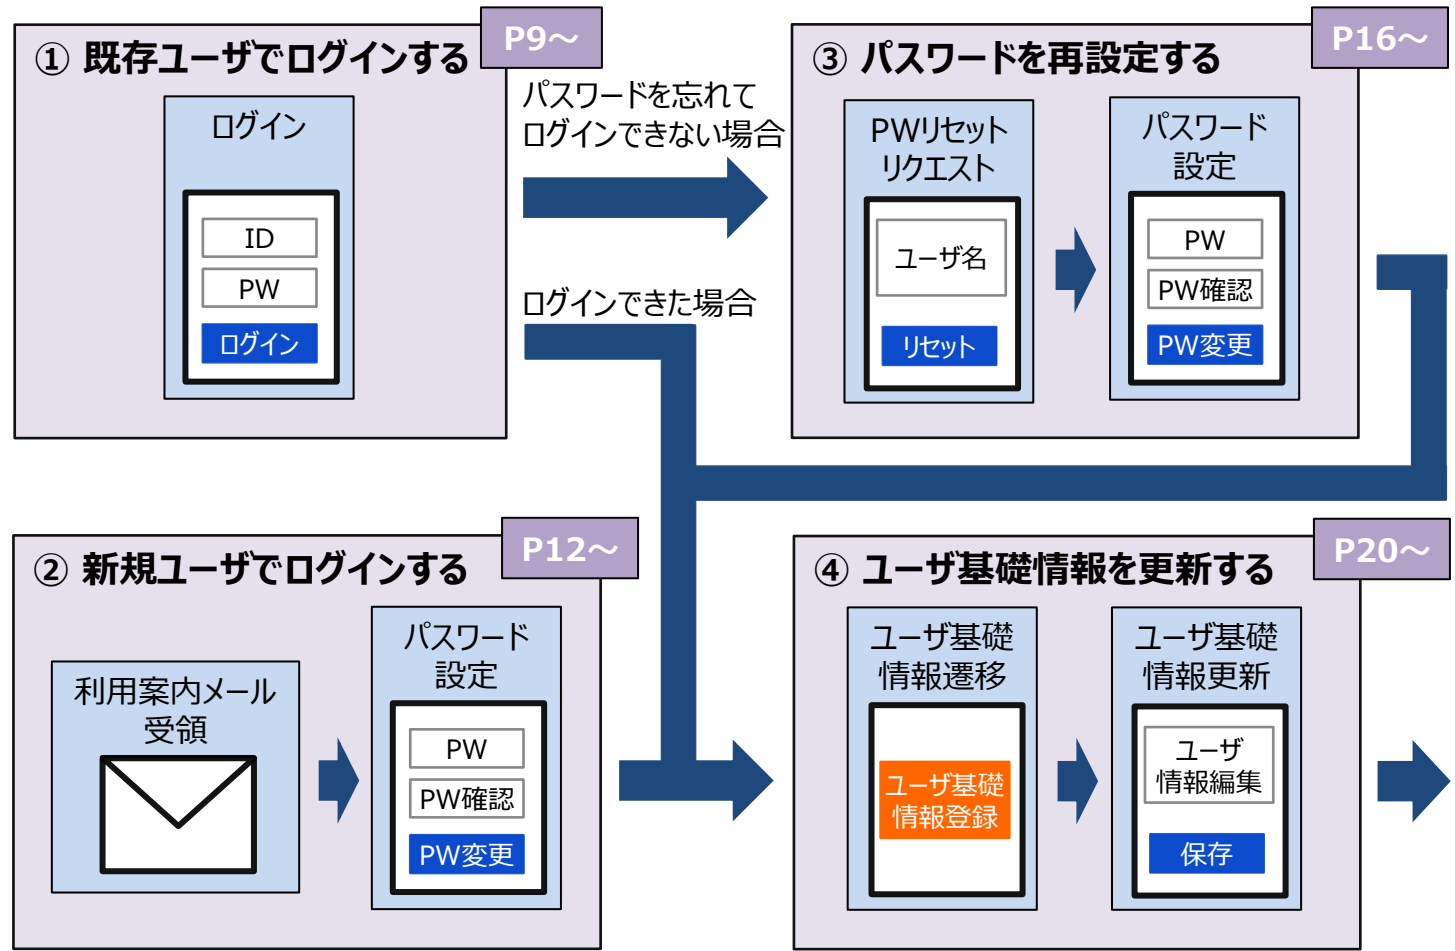 ① 既存ユーザでログインする
P9～
ログイン
ID
PW
ログイン
パスワードを忘れて
ログインできない場合
ログインできた場合
③ パスワードを再設定する
P16～
PWリセット
リクエスト
ユーザ名
リセット
パスワード
設定
PW
PW確認
PW変更
② 新規ユーザでログインする
P12～
利用案内メール
受領
パスワード
設定
PW
PW確認
PW変更
④ ユーザ基礎情報を更新する
P20～
ユーザ基礎
情報遷移
ユーザ基礎
情報登録
ユーザ基礎
情報更新
ユーザ
情報編集
保存